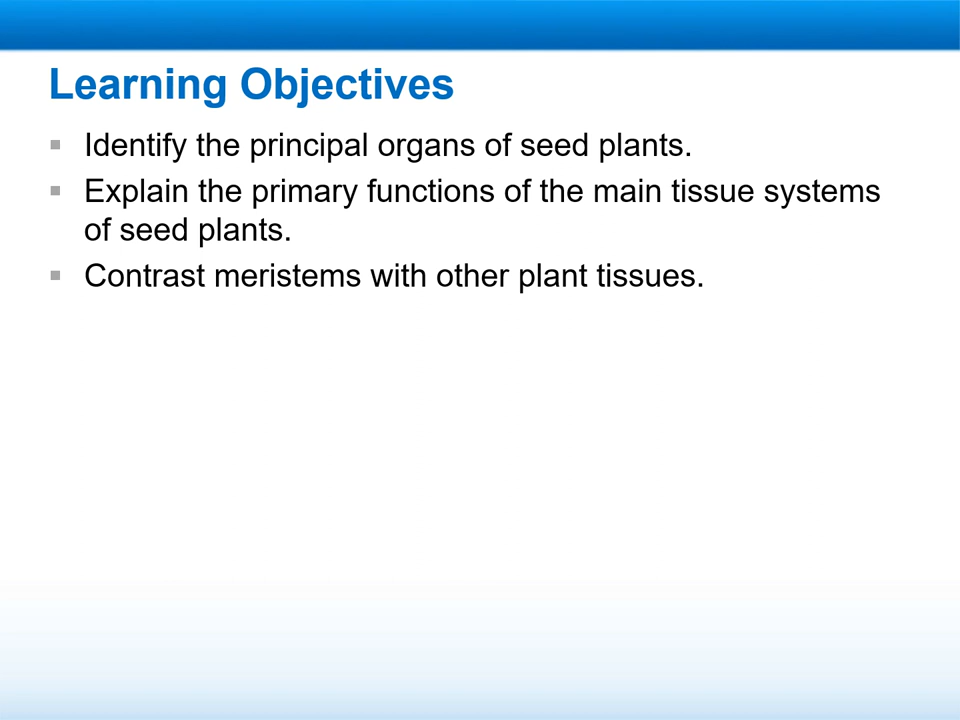 Learning Objectives
▪ Identify the principal organs of seed plants.
▪ Explain the primary functions of the main tissue systems
of seed plants.
▪ Contrast meristems with other plant tissues.